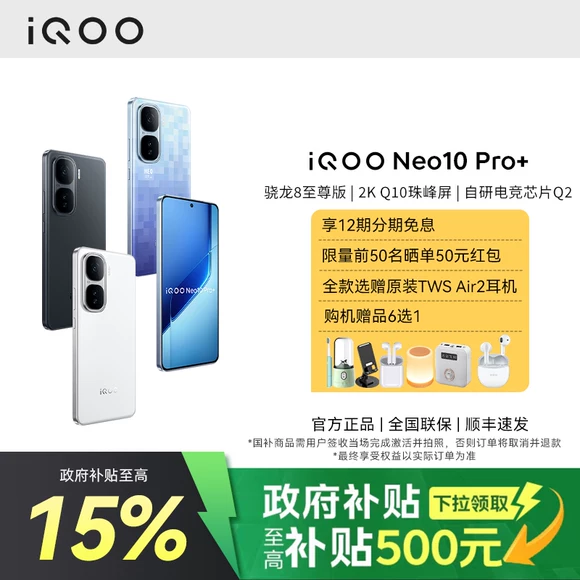 iQOO
iQOO Neo10 Pro+
骁龙8至尊版 | 2K Q10珠峰屏 | 自研电竞芯片Q2
享12期分期免息
限量前50名晒单50元红包
全款选赠原装TWS Air2耳机
购机赠品6选1
iQOO Neo10 Pro+
iQOO
官方正品 | 全国联保 | 顺丰速发
*国补商品需用户签收当场完成激活并拍照，否则订单将取消并退款
*最终享受权益以实际订单为准
政府补贴至高
15%
政府补贴 下拉领取
至高补贴500元